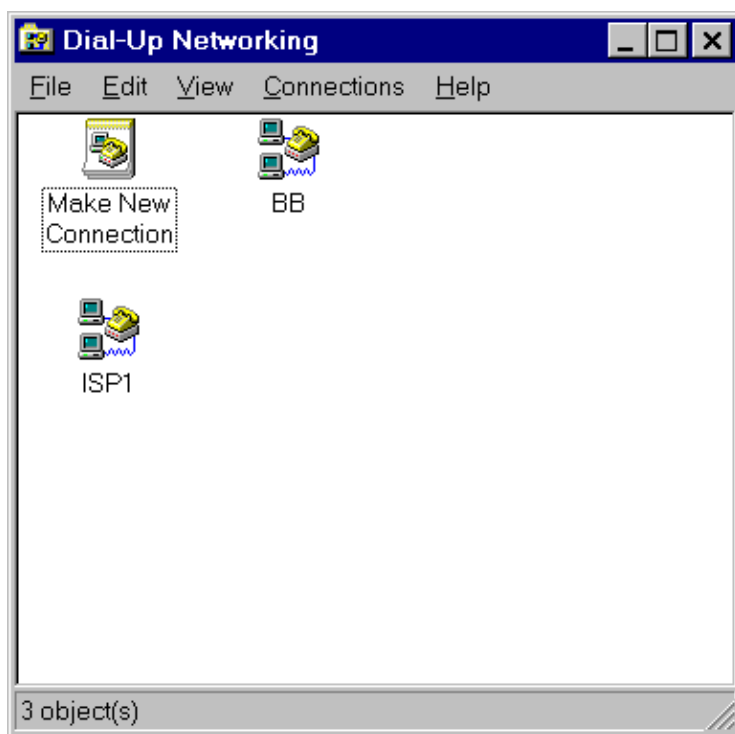 Dial-Up Networking
File Edit View Connections Help
Make New
Connection
BB
ISP1
3 object(s)